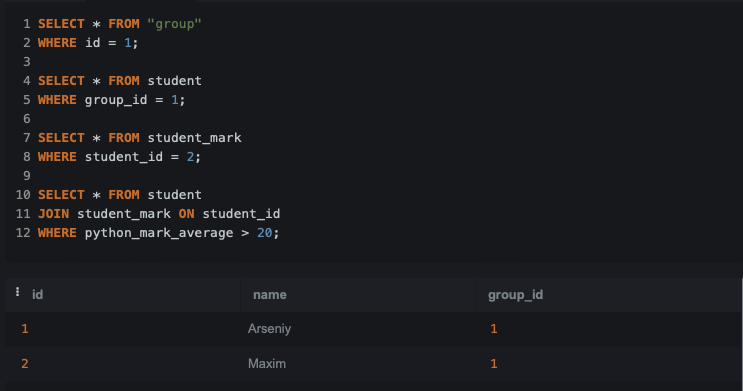 1 SELECT * FROM "group"
2 WHERE id = 1;
3
4 SELECT * FROM student
5 WHERE group_id = 1;
6
7 SELECT * FROM student_mark
8 WHERE student_id = 2;
9
10 SELECT * FROM student
11 JOIN student_mark ON student_id
12 WHERE python_mark_average > 20;
id name group_id
1 Arseniy 1
2 Maxim 1